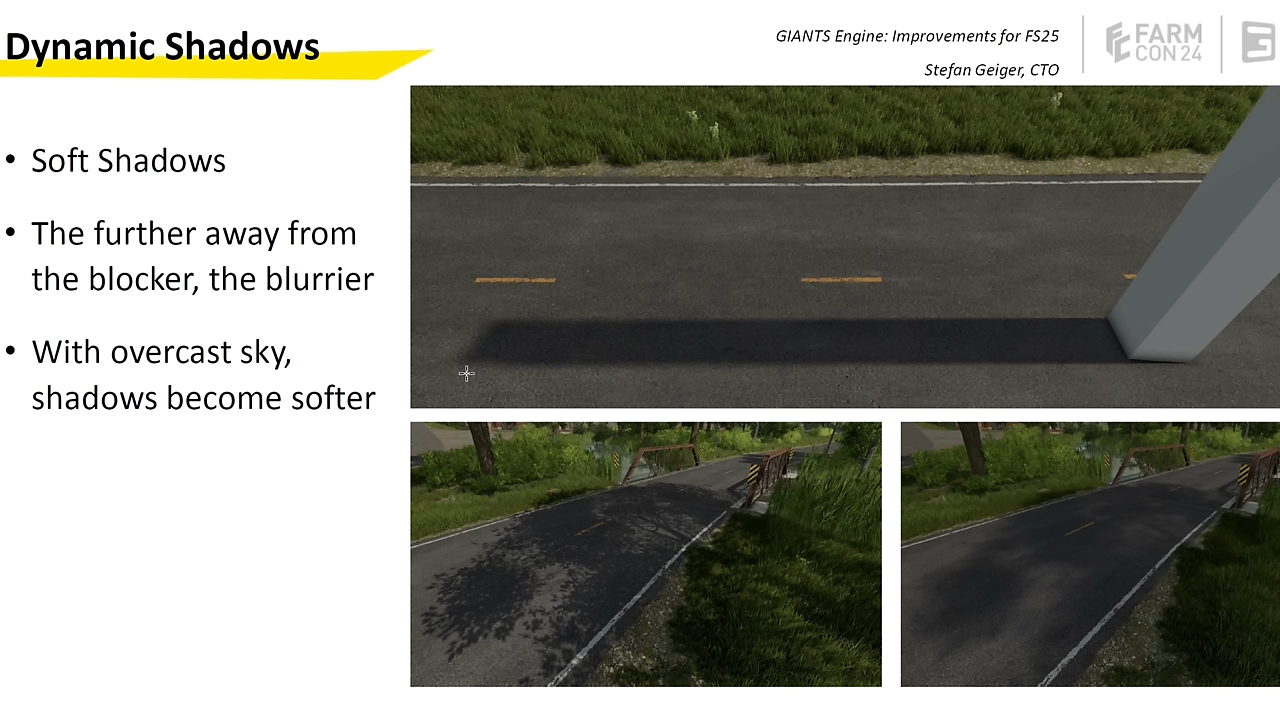 Dynamic Shadows
GIANTS Engine: Improvements for FS25
Stefan Geiger, CTO
FARM
CON 24
• Soft Shadows
• The further away from
the blocker, the blurrier
• With overcast sky,
shadows become softer